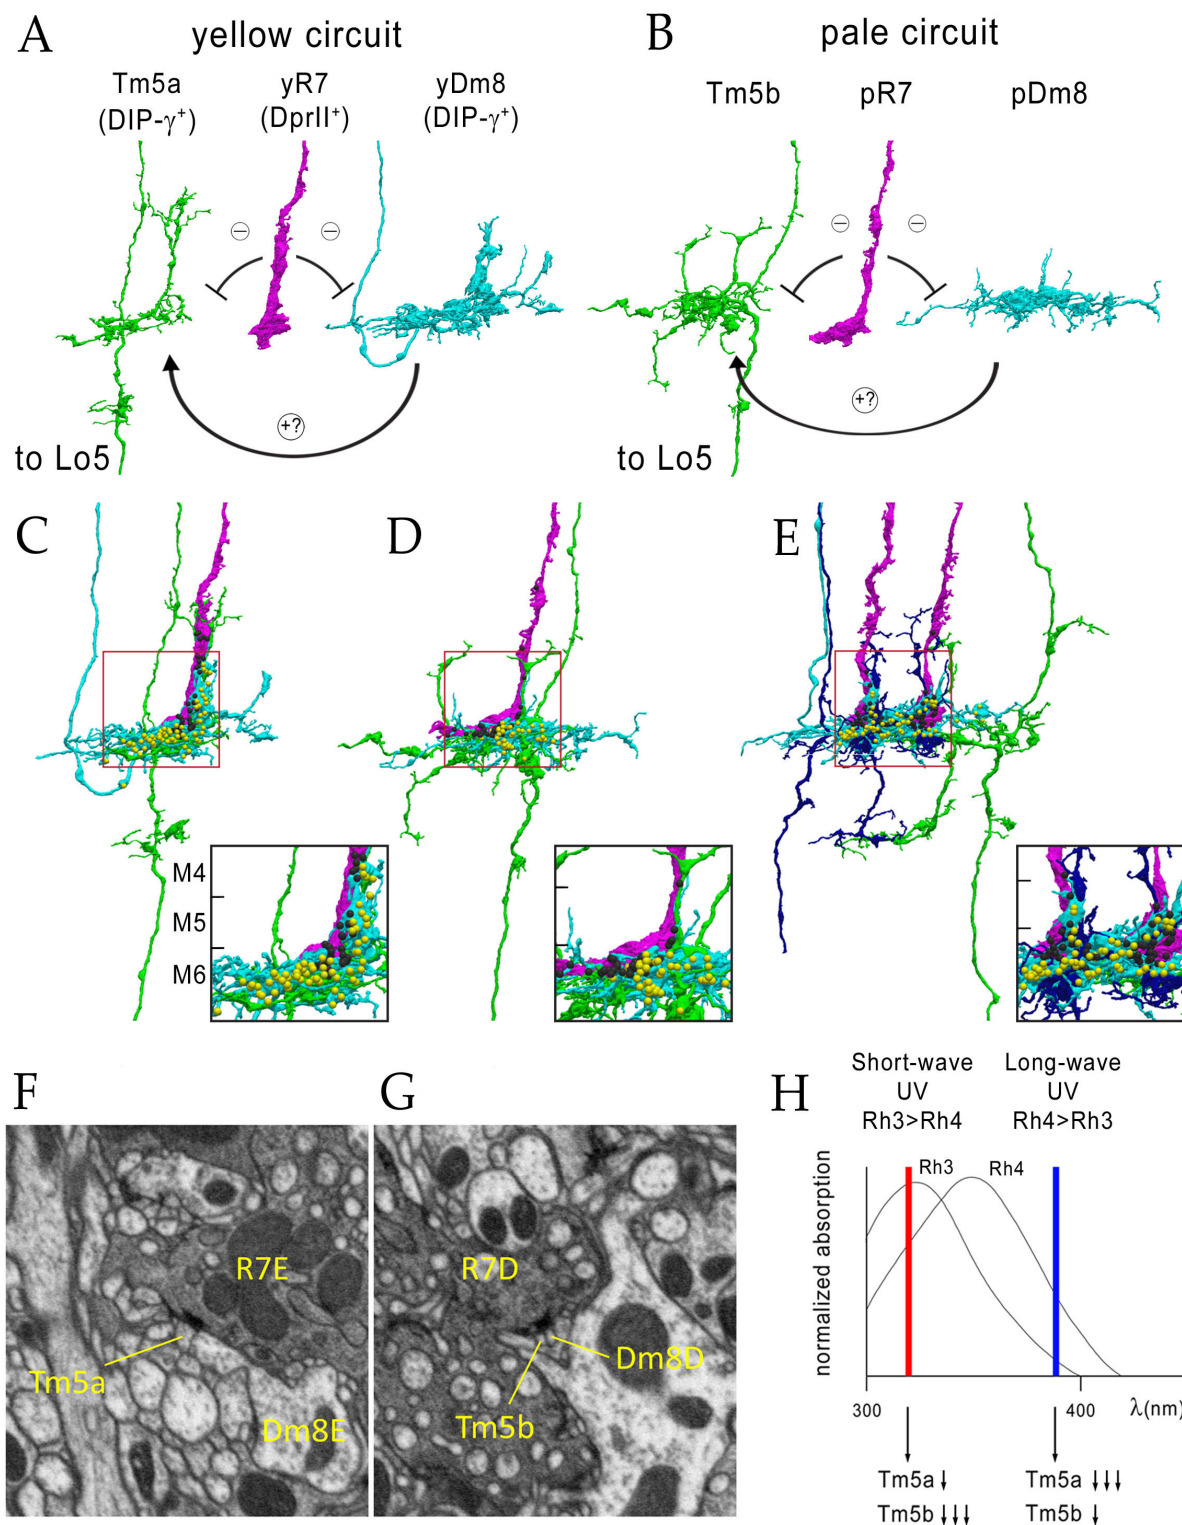 A
yellow circuit
Tm5a
(DIP-γ⁺)
yR7
(DprII⁺)
yDm8
(DIP-γ⁺)
−
−
+?
to Lo5
B
pale circuit
Tm5b
pR7
pDm8
−
−
+?
to Lo5
C
M4
M5
M6
D
E
F
R7E
Tm5a
Dm8E
G
R7D
Dm8D
Tm5b
H
Short-wave
UV
Rh3>Rh4
Long-wave
UV
Rh4>Rh3
normalized absorption
Rh3
Rh4
300
400
λ(nm)
Tm5a ↓
Tm5b ↓↓↓
Tm5a ↓↓↓
Tm5b ↓